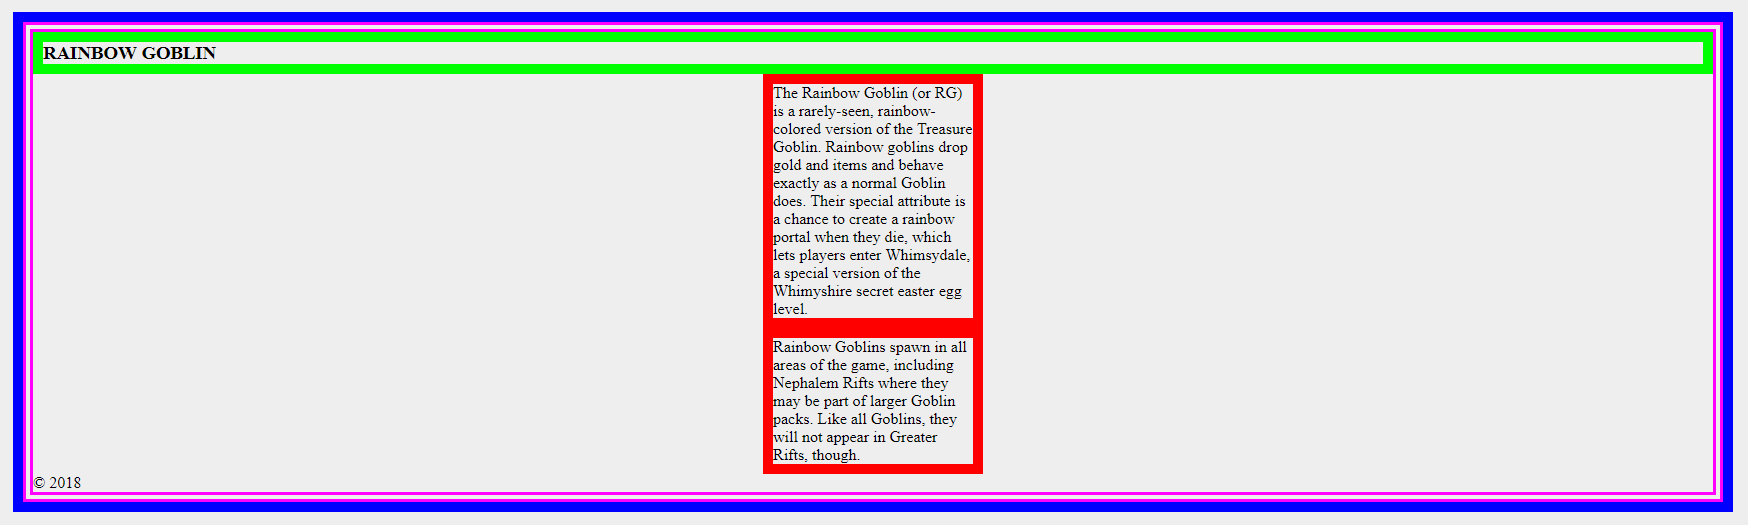 RAINBOW GOBLIN
The Rainbow Goblin (or RG)
is a rarely-seen, rainbow-
colored version of the Treasure
Goblin. Rainbow goblins drop
gold and items and behave
exactly as a normal Goblin
does. Their special attribute is
a chance to create a rainbow
portal when they die, which
lets players enter Whimsydale,
a special version of the
Whimyshire secret easter egg
level.
Rainbow Goblins spawn in all
areas of the game, including
Nephalem Rifts where they
may be part of larger Goblin
packs. Like all Goblins, they
will not appear in Greater
Rifts, though.
© 2018